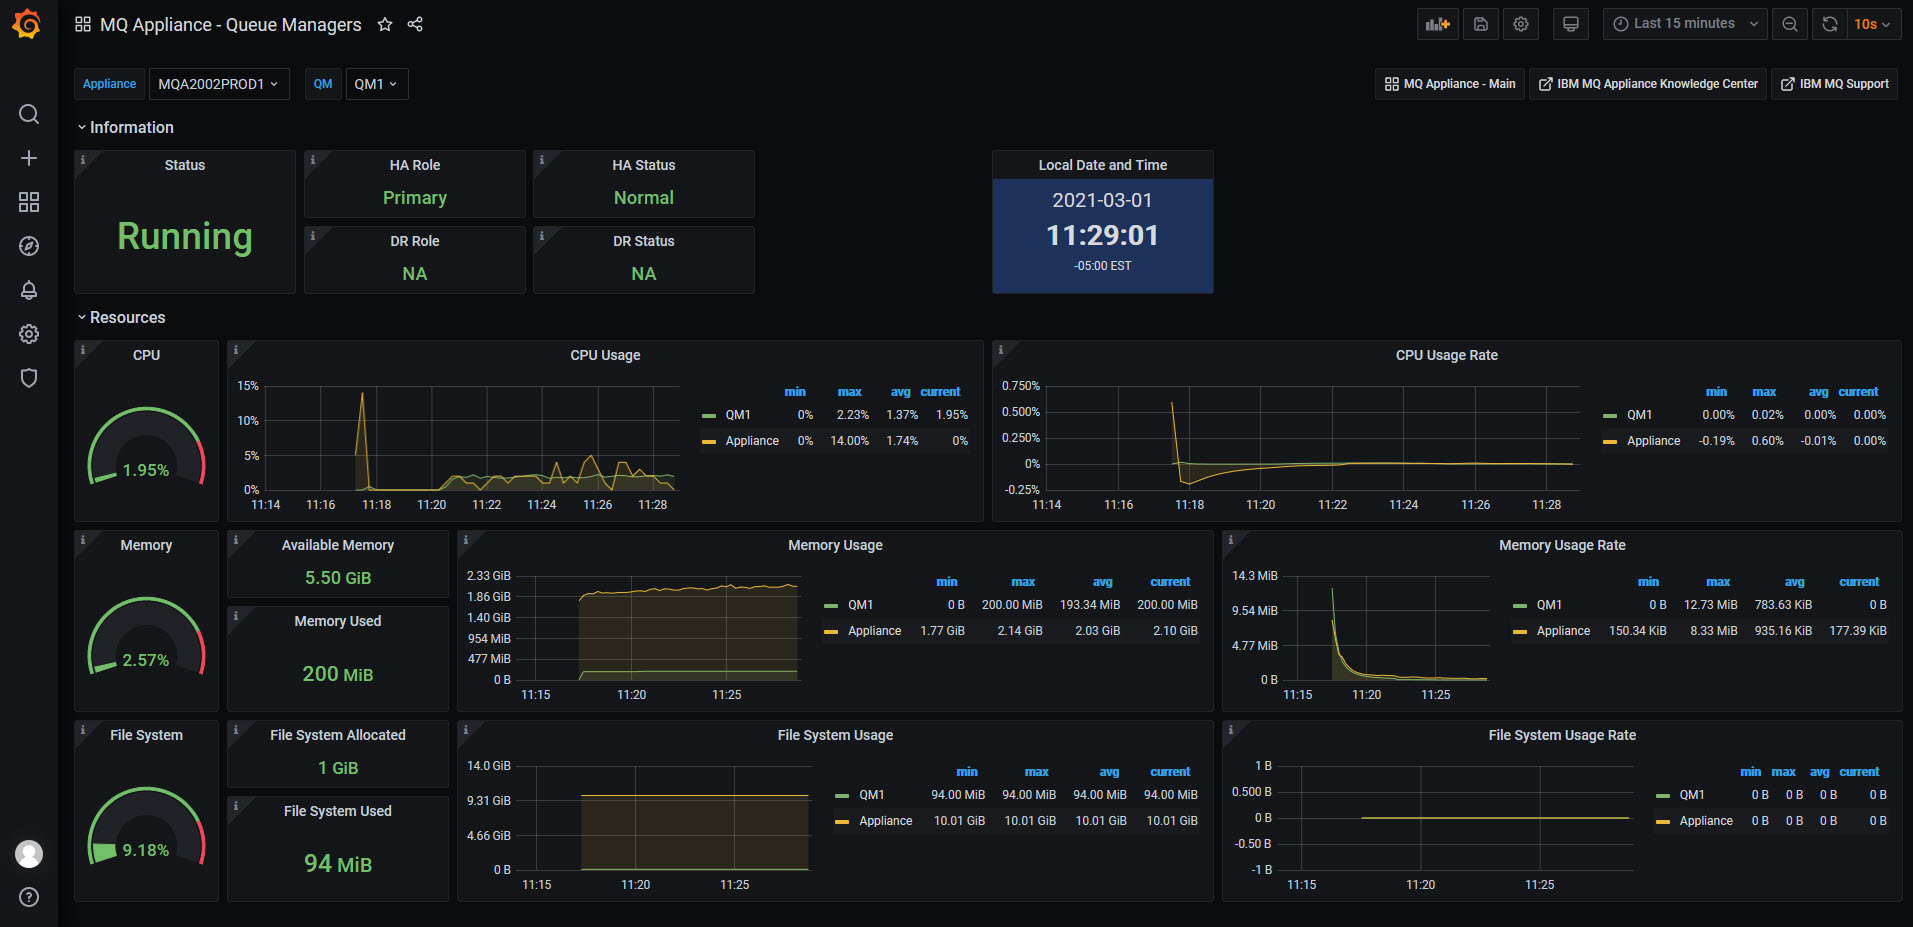 MQ Appliance - Queue Managers
Last 15 minutes
10s
Appliance MQA2002PROD1 QM QM1
MQ Appliance - Main IBM MQ Appliance Knowledge Center IBM MQ Support
Information
Status
Running
HA Role
Primary
HA Status
Normal
DR Role
NA
DR Status
NA
Local Date and Time
2021-03-01
11:29:01
-05:00 EST
Resources
CPU
1.95%
CPU Usage
15%
10%
5%
0%
11:14 11:16 11:18 11:20 11:22 11:24 11:26 11:28
min max avg current
QM1 0% 2.23% 1.37% 1.95%
Appliance 0% 14.00% 1.74% 0%
CPU Usage Rate
0.750%
0.500%
0.250%
0%
-0.25%
11:14 11:16 11:18 11:20 11:22 11:24 11:26 11:28
min max avg current
QM1 0.00% 0.02% 0.00% 0.00%
Appliance -0.19% 0.60% -0.01% 0.00%
Memory
2.57%
Available Memory
5.50 GiB
Memory Used
200 MiB
Memory Usage
2.33 GiB
1.86 GiB
1.40 GiB
954 MiB
477 MiB
0 B
11:15 11:20 11:25
min max avg current
QM1 0 B 200.00 MiB 193.34 MiB 200.00 MiB
Appliance 1.77 GiB 2.14 GiB 2.03 GiB 2.10 GiB
Memory Usage Rate
14.3 MiB
9.54 MiB
4.77 MiB
0 B
11:15 11:20 11:25
min max avg current
QM1 0 B 12.73 MiB 783.63 KiB 0 B
Appliance 150.34 KiB 8.33 MiB 935.16 KiB 177.39 KiB
File System
9.18%
File System Allocated
1 GiB
File System Used
94 MiB
File System Usage
14.0 GiB
9.31 GiB
4.66 GiB
0 B
11:15 11:20 11:25
min max avg current
QM1 94.00 MiB 94.00 MiB 94.00 MiB 94.00 MiB
Appliance 10.01 GiB 10.01 GiB 10.01 GiB 10.01 GiB
File System Usage Rate
1 B
0.500 B
0 B
-0.50 B
-1 B
11:15 11:20 11:25
min max avg current
QM1 0 B 0 B 0 B 0 B
Appliance 0 B 0 B 0 B 0 B